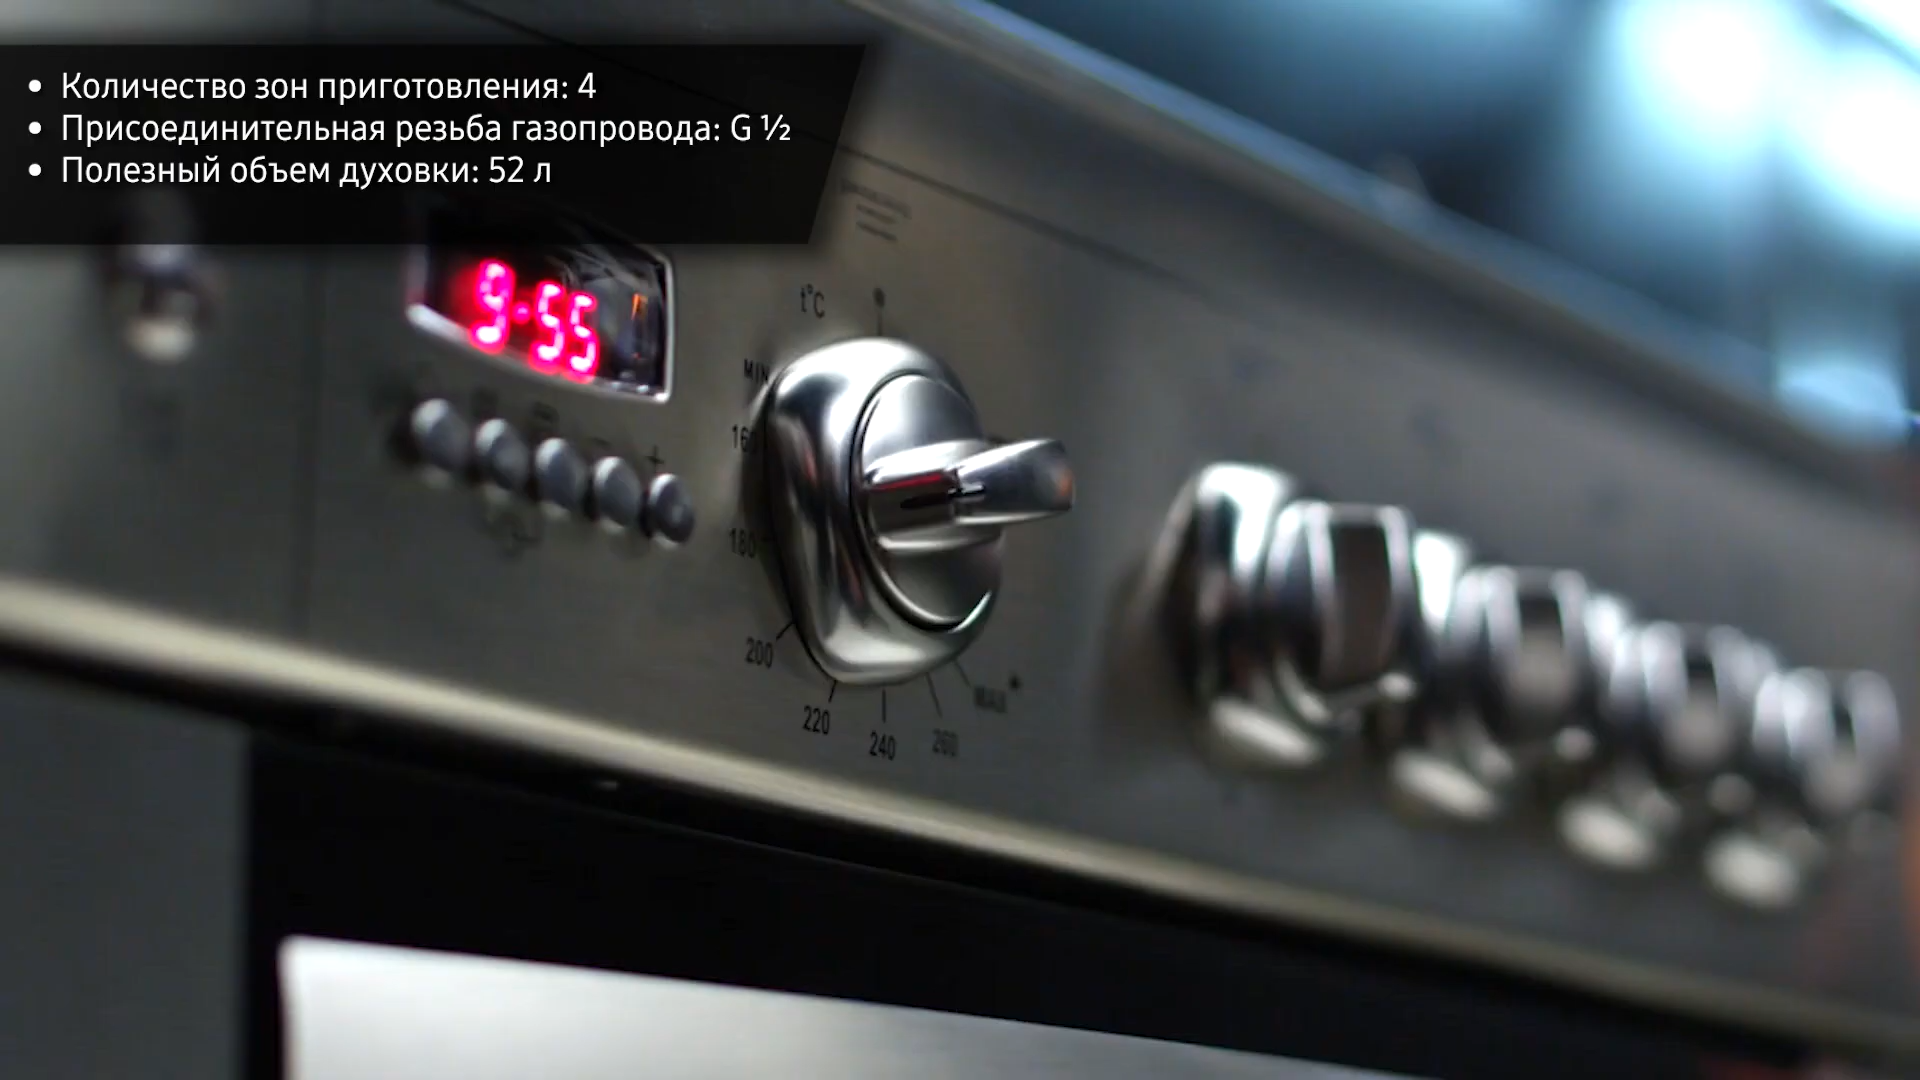 • Количество зон приготовления: 4
• Присоединительная резьба газопровода: G ½
• Полезный объем духовки: 52 л
9-55
t°C
MIN
160
180
200
220
240
260
MAX*
+